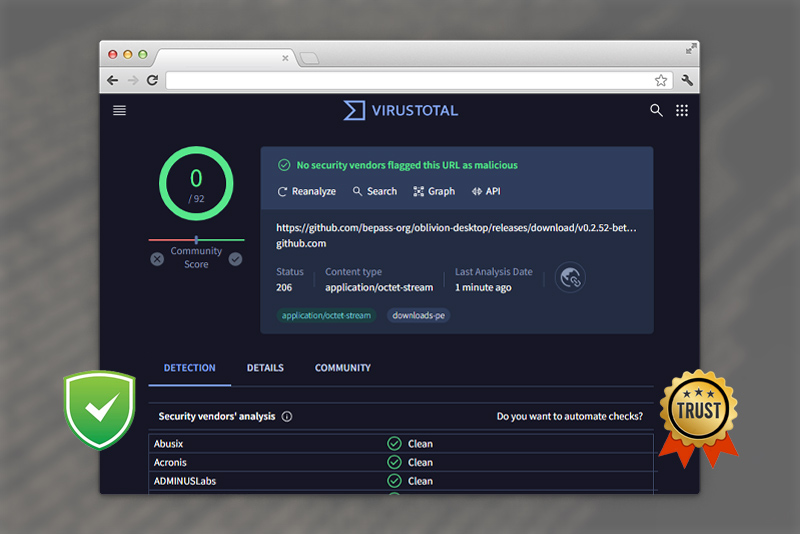 VIRUSTOTAL
0
/ 92
Community
Score
No security vendors flagged this URL as malicious
Reanalyze Search Graph API
https://github.com/bepass-org/oblivion-desktop/releases/download/v0.2.52-bet...
github.com
Status Content type Last Analysis Date
206 application/octet-stream 1 minute ago
application/octet-stream downloads-pe
DETECTION DETAILS COMMUNITY
Security vendors' analysis Do you want to automate checks?
Abusix Clean
Acronis Clean
ADMINUSLabs Clean
TRUST